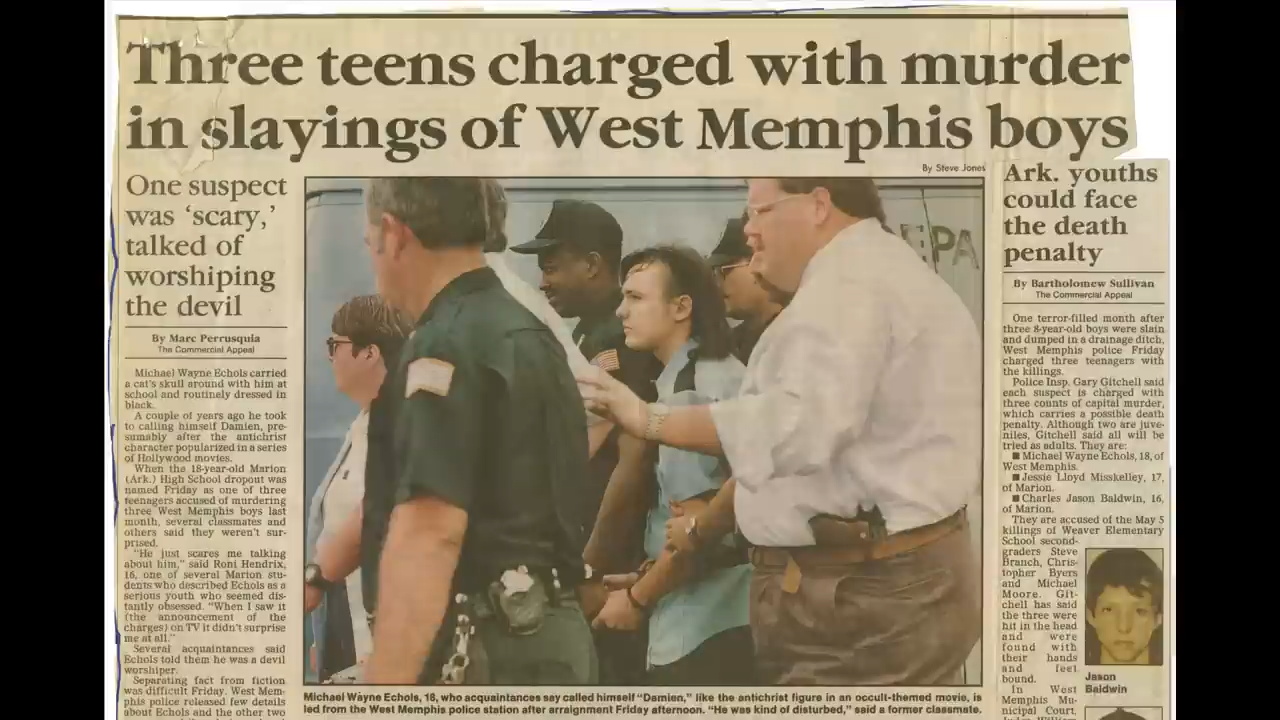 Three teens charged with murder
in slayings of West Memphis boys
By Steve Jones
One suspect
was ‘scary,’
talked of
worshiping
the devil
By Marc Perrusquia
The Commercial Appeal
Michael Wayne Echols carried
a cat's skull around with him at
school and routinely dressed in
black.
A couple of years ago he took
to calling himself Damien, pre-
sumably after the antichrist
character popularized in a series
of Hollywood movies.
When the 18-year-old Marion
(Ark.) High School dropout was
named Friday as one of three
teenagers accused of murdering
three West Memphis boys last
month, several classmates and
others said they weren't sur-
prised.
"He just scares me talking
about him," said Roni Hendrix,
16, one of several Marion stu-
dents who described Echols as a
serious youth who seemed dis-
tantly obsessed. "When I saw it
(the announcement of the
charges) on TV it didn't surprise
me at all."
Several acquaintances said
Echols told them he was a devil
worshiper.
Separating fact from fiction
was difficult Friday. West Mem-
phis police released few details
about Echols and the other two
EPA
Michael Wayne Echols, 18, who acquaintances say called himself "Damien," like the antichrist figure in an occult-themed movie, is
led from the West Memphis police station after arraignment Friday afternoon. "He was kind of disturbed," said a former classmate.
Ark. youths
could face
the death
penalty
By Bartholomew Sullivan
The Commercial Appeal
One terror-filled month after
three 8-year-old boys were slain
and dumped in a drainage ditch,
West Memphis police Friday
charged three teenagers with
the killings.
Police Insp. Gary Gitchell said
each suspect is charged with
three counts of capital murder,
which carries a possible death
penalty. Although two are juve-
niles, Gitchell said all will be
tried as adults. They are:
■ Michael Wayne Echols, 18, of
West Memphis.
■ Jessie Lloyd Misskelley, 17,
of Marion.
■ Charles Jason Baldwin, 16,
of Marion.
They are accused of the May 5
killings of Weaver Elementary
School second-
graders Steve
Branch, Chris-
topher Byers
and Michael
Moore. Git-
chell has said
the three were
hit in the head
and were
found with
their hands
and feet
bound.
In West
Memphis Mu-
nicipal Court,
Jason
Baldwin